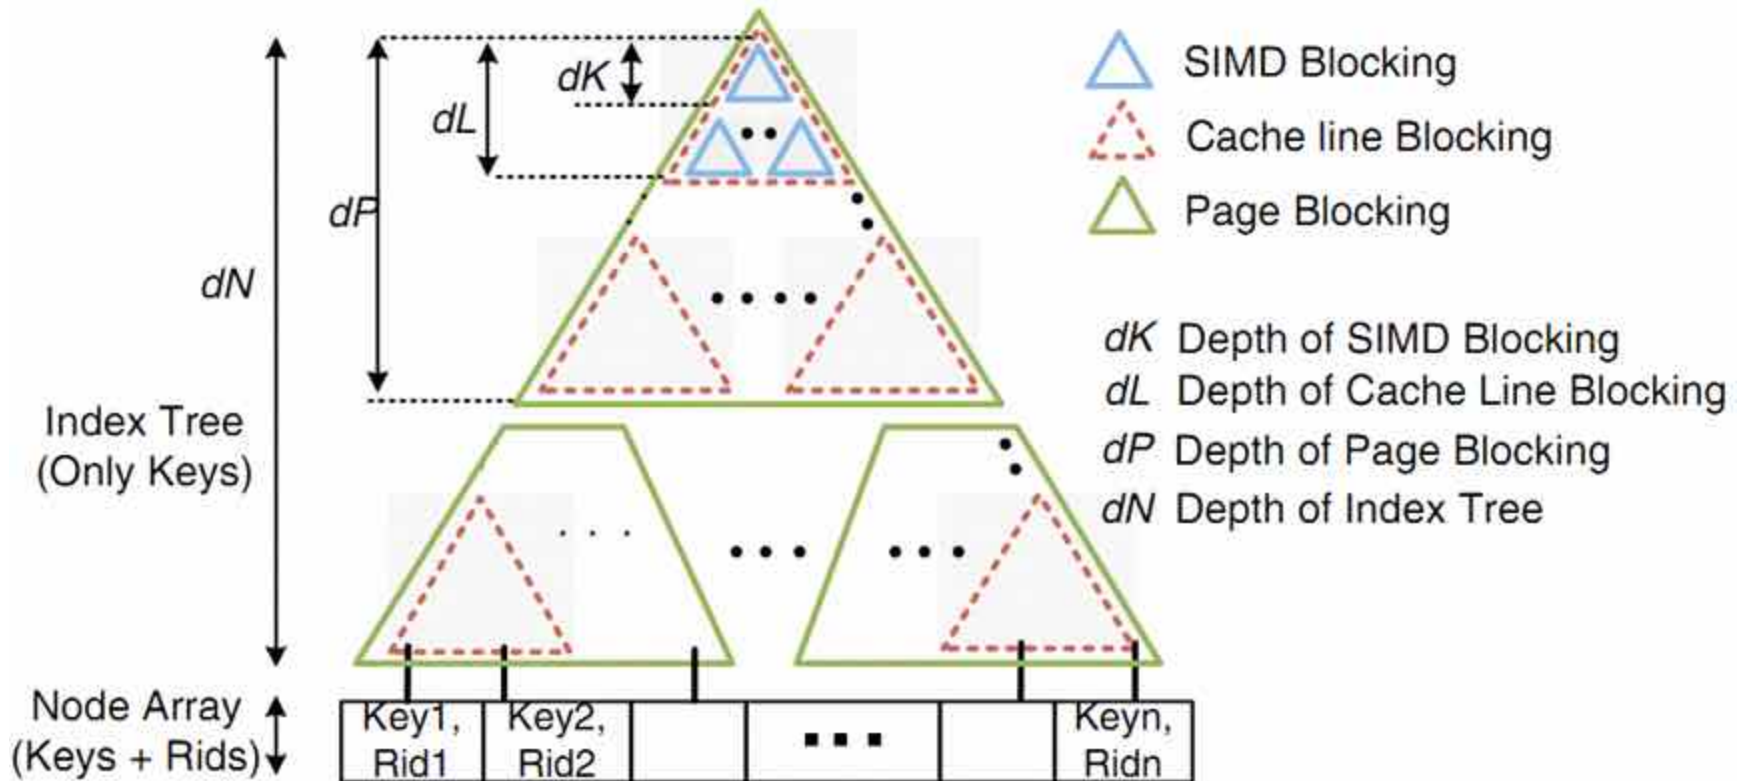 dK
dL
dP
dN
Index Tree
(Only Keys)
Node Array
(Keys + Rids)
Key1,
Rid1
Key2,
Rid2
Keyn,
Ridn
SIMD Blocking
Cache line Blocking
Page Blocking
dK Depth of SIMD Blocking
dL Depth of Cache Line Blocking
dP Depth of Page Blocking
dN Depth of Index Tree